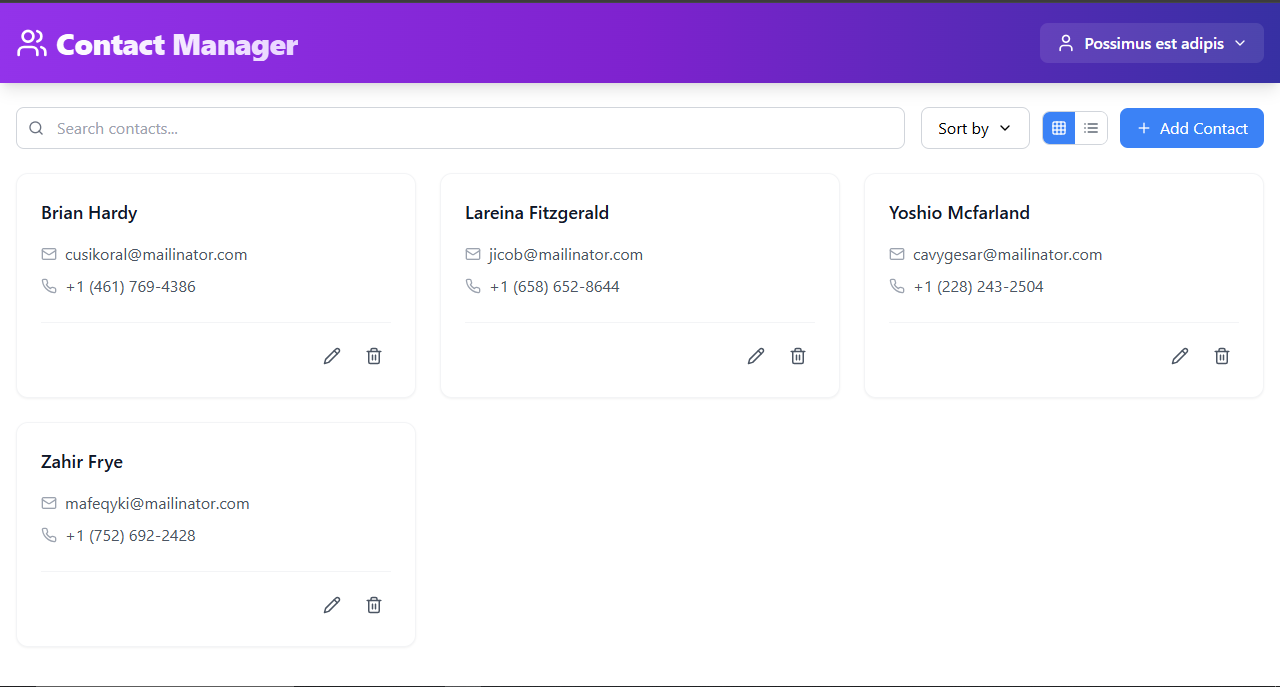 Contact Manager
Possimus est adipis
Search contacts...
Sort by
Add Contact
Brian Hardy
cusikoral@mailinator.com
+1 (461) 769-4386
Lareina Fitzgerald
jicob@mailinator.com
+1 (658) 652-8644
Yoshio Mcfarland
cavygesar@mailinator.com
+1 (228) 243-2504
Zahir Frye
mafeqyki@mailinator.com
+1 (752) 692-2428